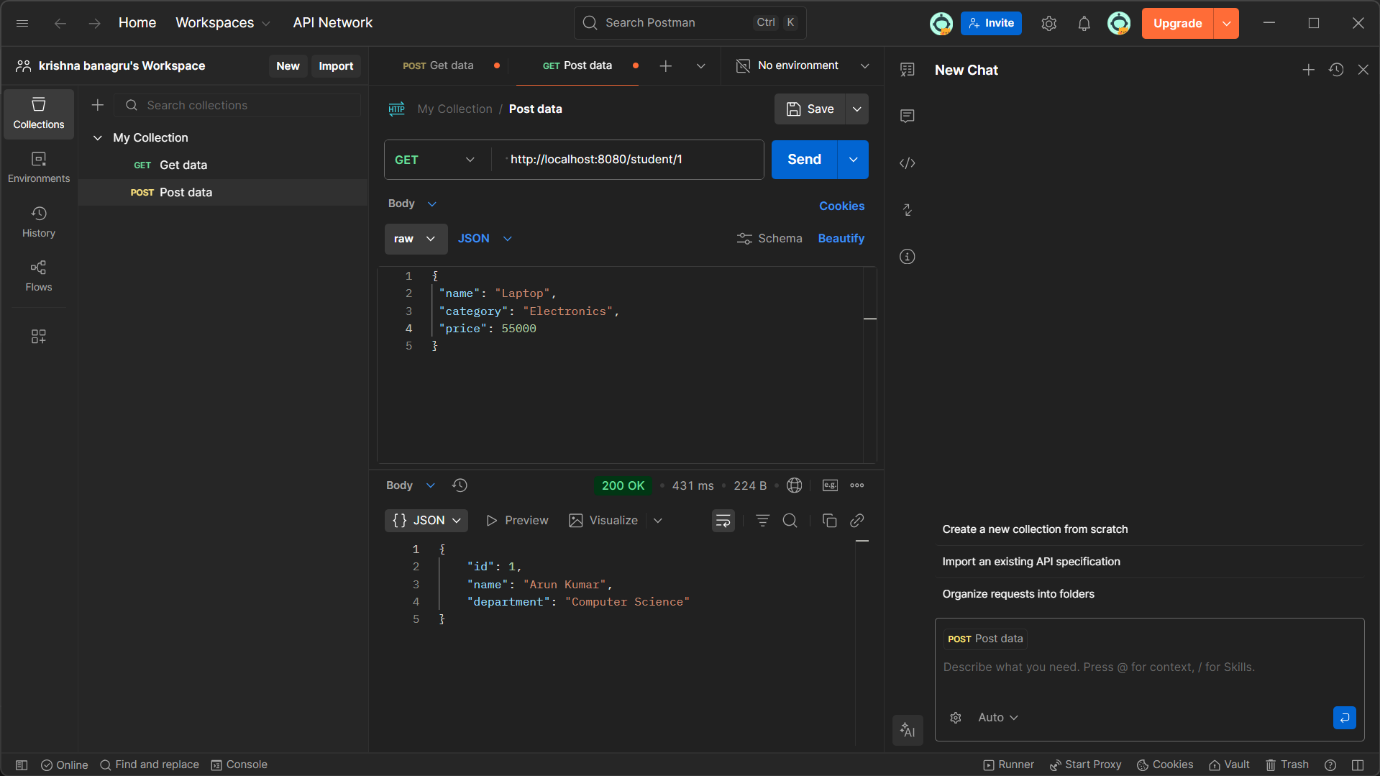 Home Workspaces API Network Search Postman Ctrl K Invite Upgrade
krishna banagru's Workspace New Import
POST Get data GET Post data No environment
New Chat
Collections
Environments
History
Flows
Search collections
My Collection
GET Get data
POST Post data
HTTP My Collection / Post data Save
GET http://localhost:8080/student/1 Send
Body Cookies
raw JSON Schema Beautify
1 {
2 "name": "Laptop",
3 "category": "Electronics",
4 "price": 55000
5 }
Body 200 OK 431 ms 224 B e.g.
{} JSON Preview Visualize
1 {
2 "id": 1,
3 "name": "Arun Kumar",
4 "department": "Computer Science"
5 }
Create a new collection from scratch
Import an existing API specification
Organize requests into folders
POST Post data
Describe what you need. Press @ for context, / for Skills.
Auto
AI
Online Find and replace Console Runner Start Proxy Cookies Vault Trash